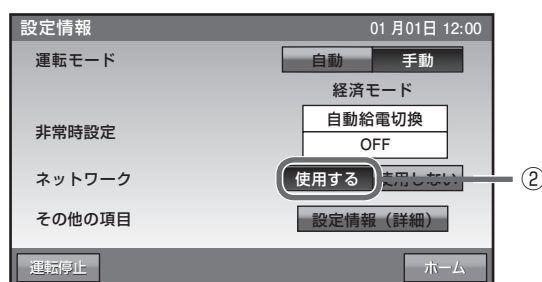 設定情報 01月01日 12:00
運転モード 自動 手動
経済モード
非常時設定 自動給電切換
OFF
ネットワーク 使用する 使用しない ②
その他の項目 設定情報（詳細）
運転停止 ホーム